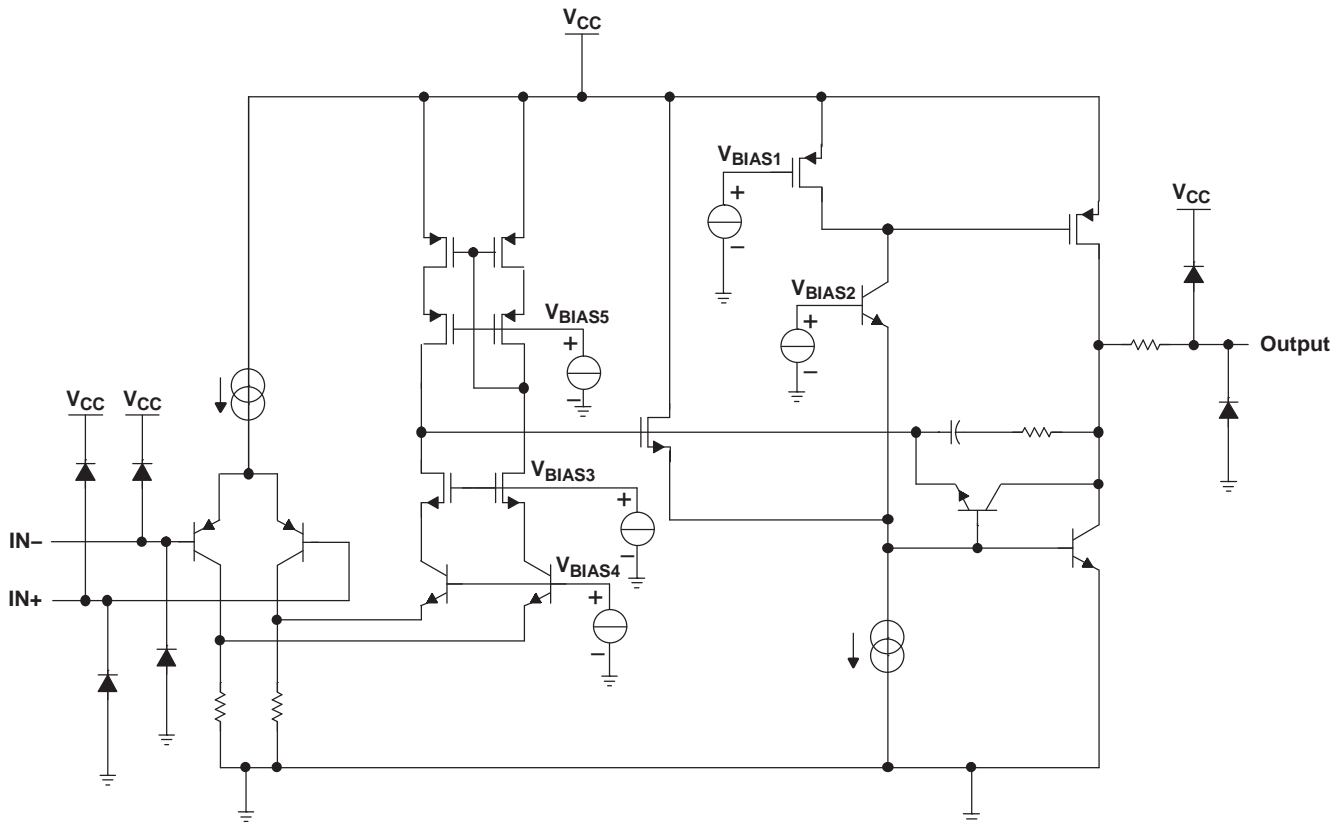 VCC
VBIAS1
VCC
VBIAS2
+
−
VBIAS5
+
−
Output
+
−
VCC
VCC
+
−
VBIAS3
+
−
IN−
VBIAS4
IN+
+
−